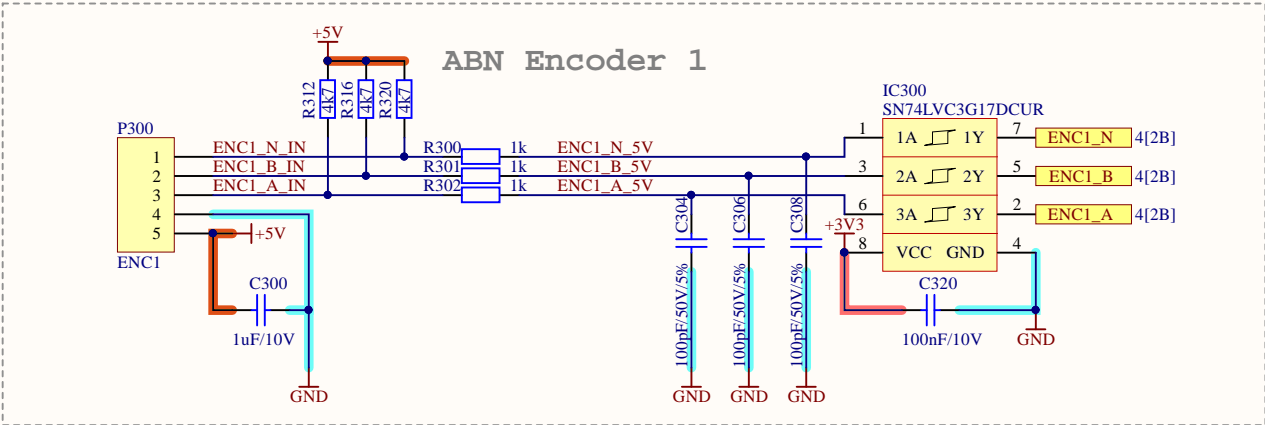 +5V
ABN Encoder 1
R312
4k7
R316
4k7
R320
4k7
IC300
SN74LVC3G17DCUR
P300
1
2
3
4
5
ENC1
ENC1_N_IN
ENC1_B_IN
ENC1_A_IN
R300
R301
R302
1k
1k
1k
ENC1_N_5V
ENC1_B_5V
ENC1_A_5V
1
3
6
8
1A
1Y
2A
2Y
3A
3Y
VCC
GND
7
5
2
4
ENC1_N
4[2B]
ENC1_B
4[2B]
ENC1_A
4[2B]
+5V
C300
1uF/10V
GND
C304
C306
C308
100pF/50V/5%
100pF/50V/5%
100pF/50V/5%
GND
GND
GND
+3V3
C320
100nF/10V
GND